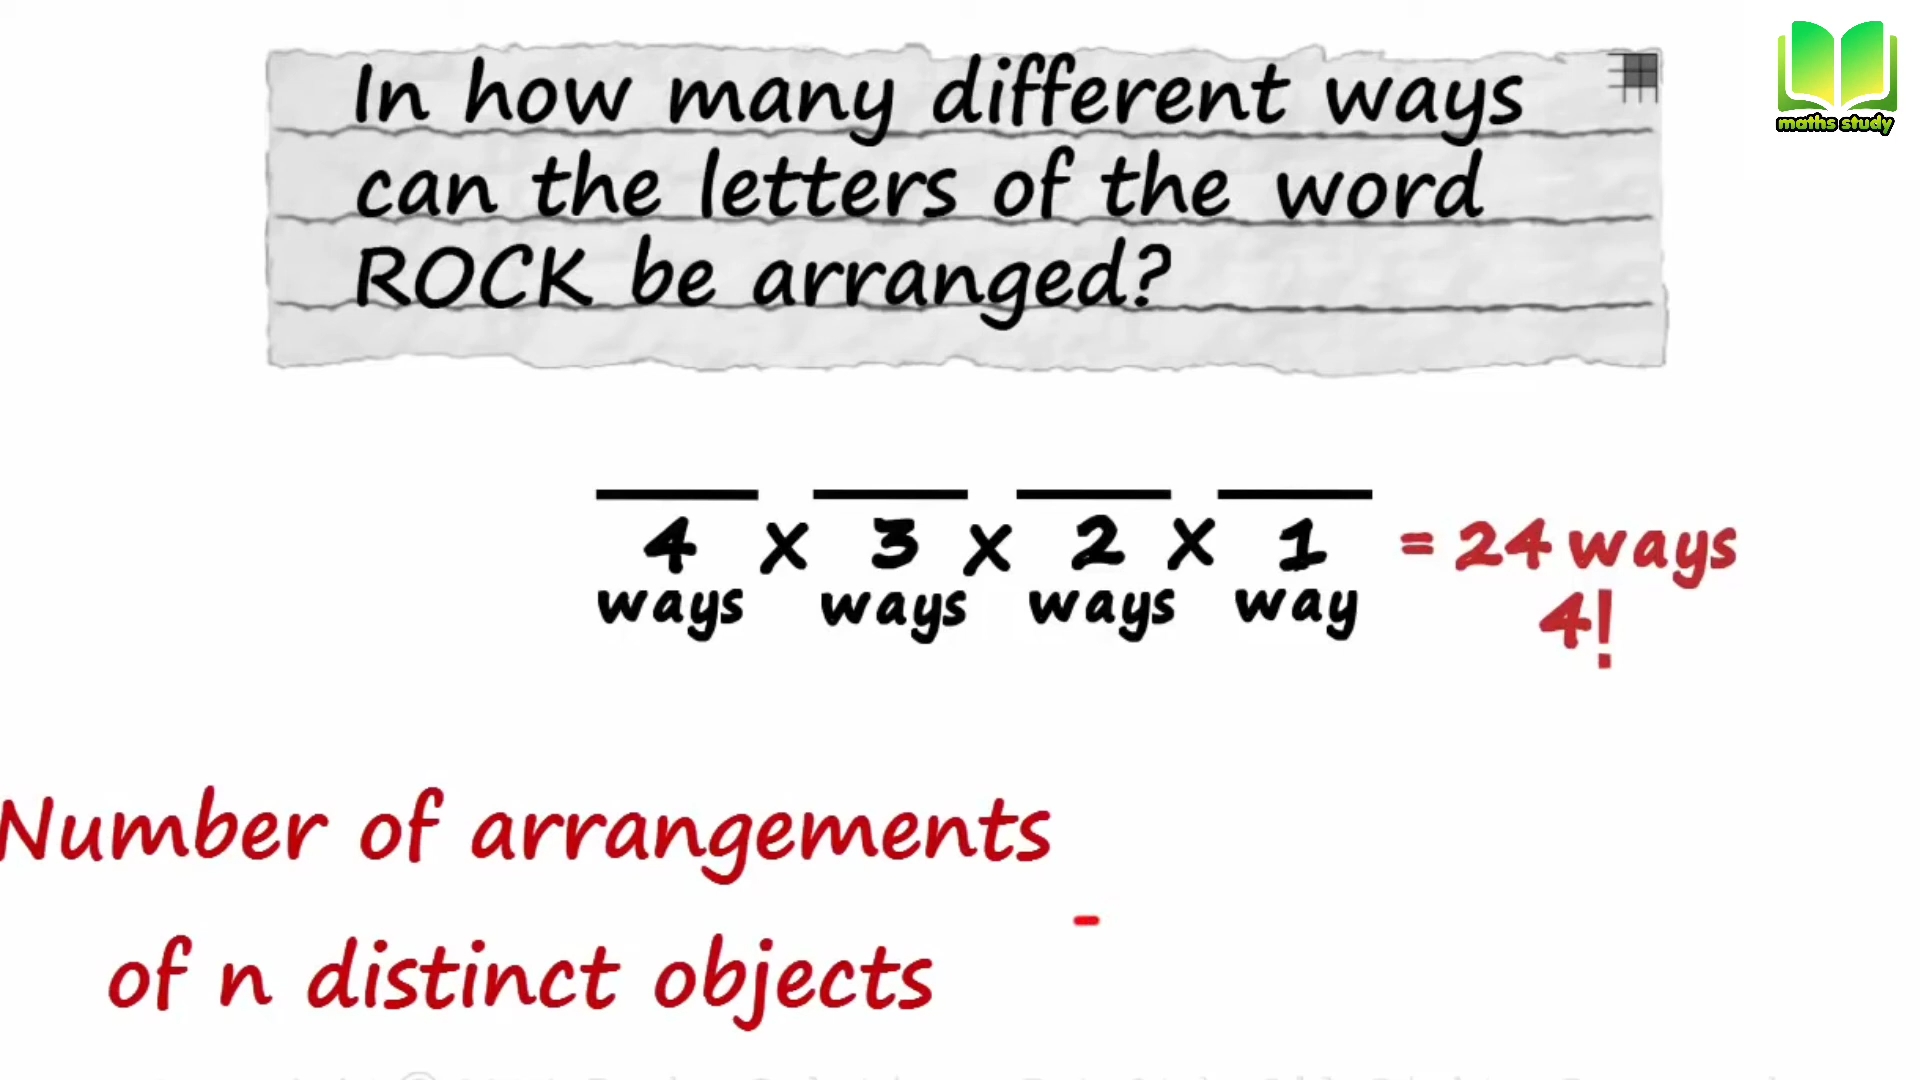 In how many different ways
can the letters of the word
ROCK be arranged?
maths study
4 X 3 X 2 X 1 = 24 ways
ways ways ways way
4!
Number of arrangements
-
of n distinct objects